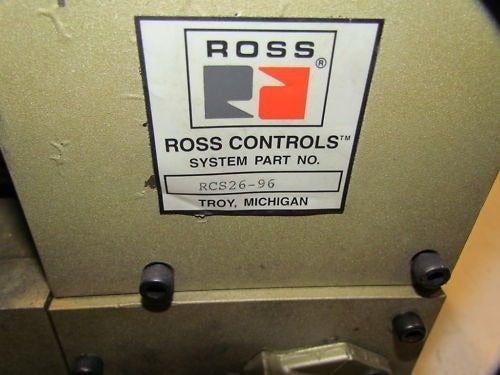 ROSS
®
ROSS CONTROLS™
SYSTEM PART NO.
RCS26-96
TROY, MICHIGAN